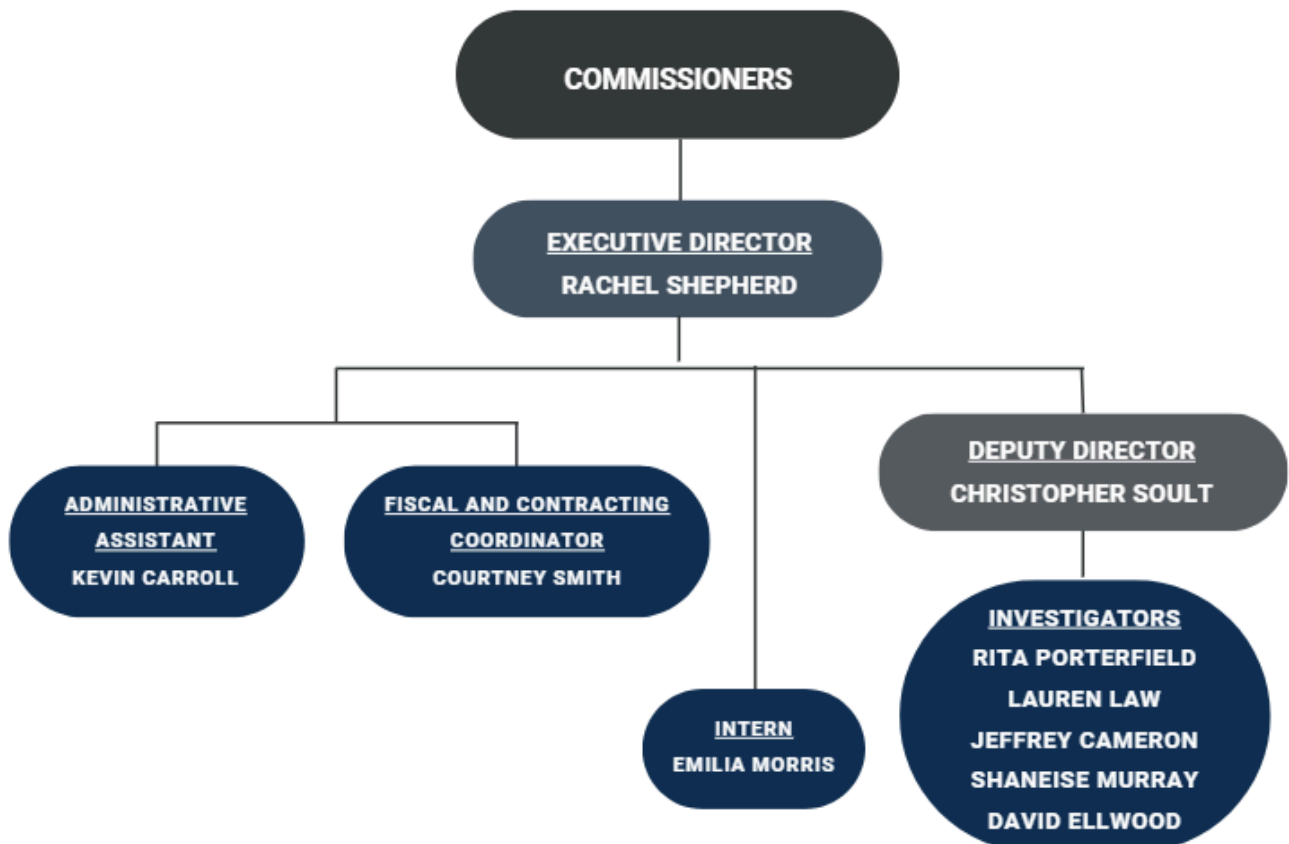 COMMISSIONERS
EXECUTIVE DIRECTOR
RACHEL SHEPHERD
ADMINISTRATIVE
ASSISTANT
KEVIN CARROLL
FISCAL AND CONTRACTING
COORDINATOR
COURTNEY SMITH
INTERN
EMILIA MORRIS
DEPUTY DIRECTOR
CHRISTOPHER SOULT
INVESTIGATORS
RITA PORTERFIELD
LAUREN LAW
JEFFREY CAMERON
SHANEISE MURRAY
DAVID ELLWOOD